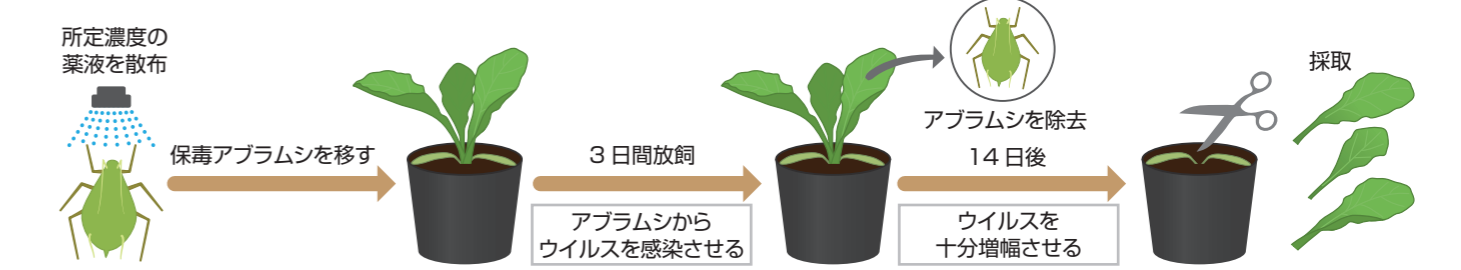 所定濃度の
薬液を散布
保毒アブラムシを移す
3日間放飼
アブラムシから
ウイルスを感染させる
アブラムシを除去
14日後
ウイルスを
十分増幅させる
採取